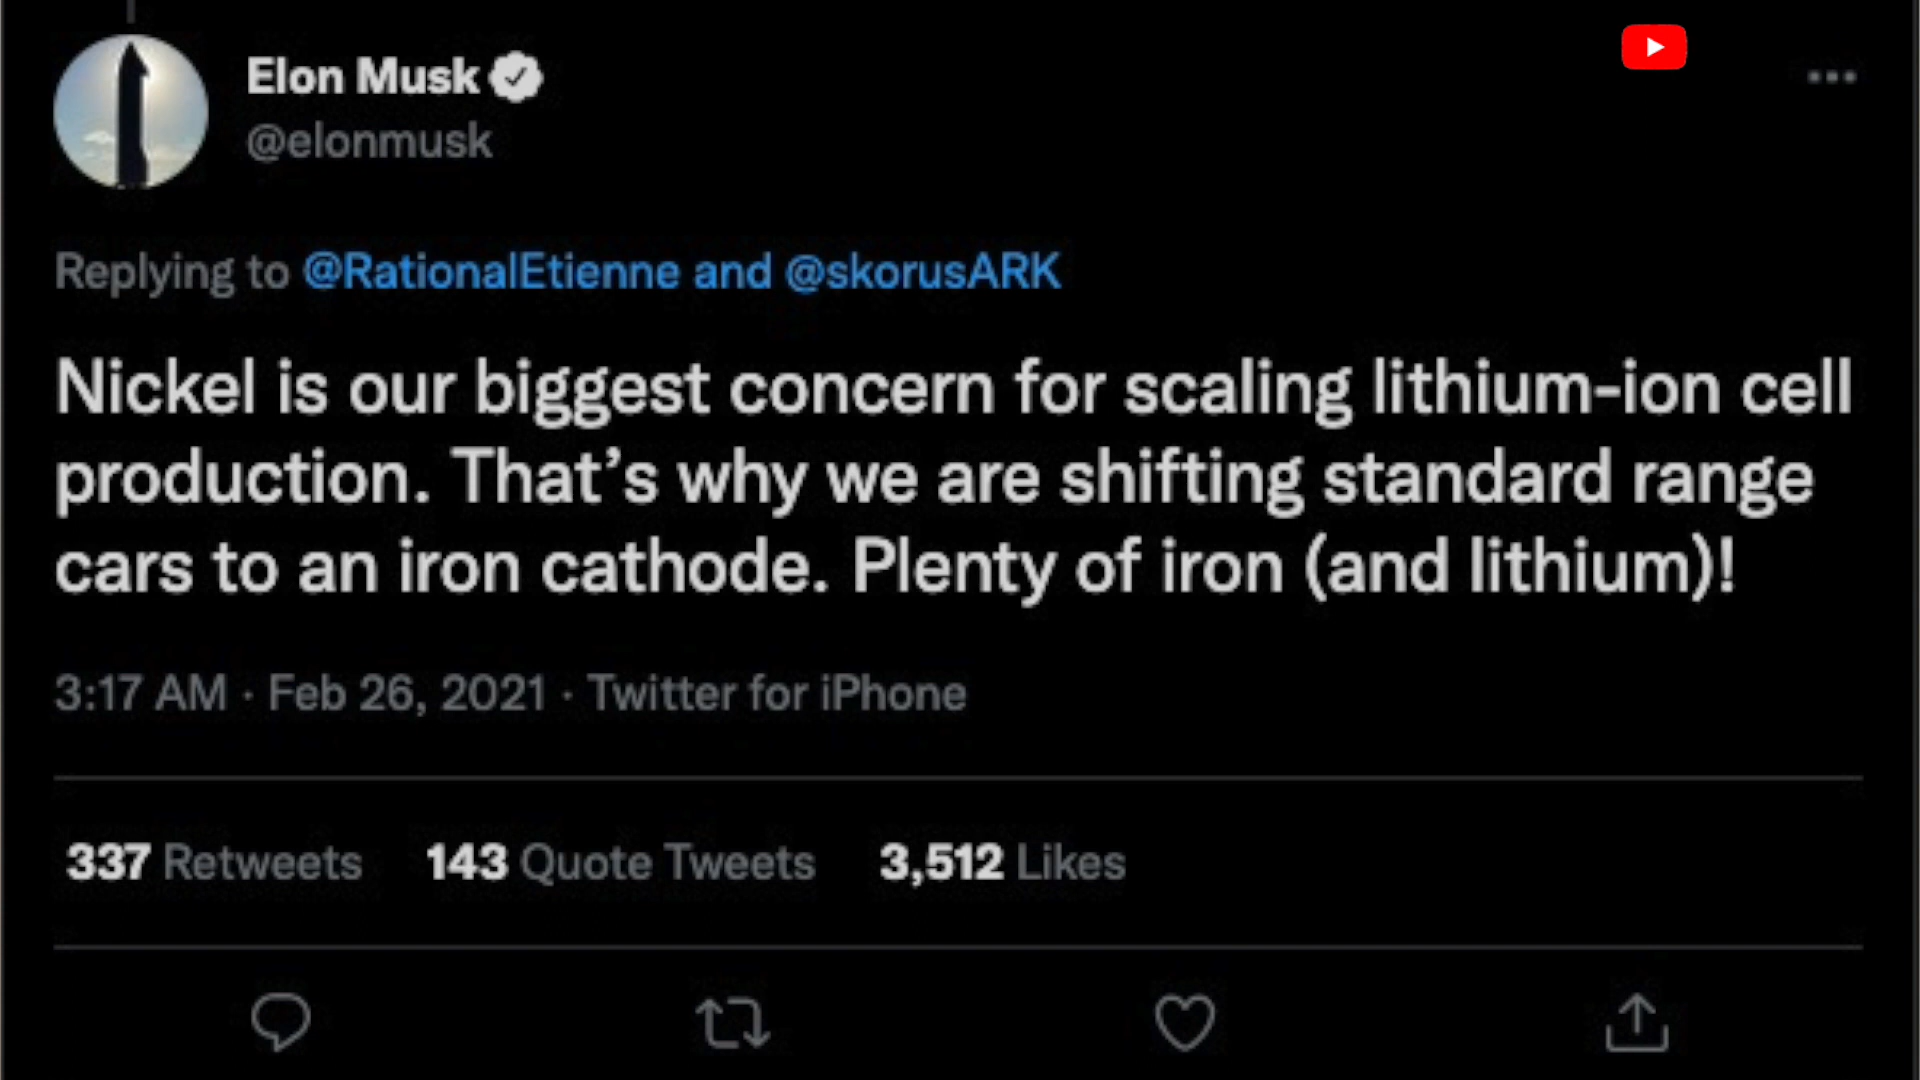 Elon Musk
@elonmusk
Replying to @RationalEtienne and @skorusARK
Nickel is our biggest concern for scaling lithium-ion cell
production. That’s why we are shifting standard range
cars to an iron cathode. Plenty of iron (and lithium)!
3:17 AM · Feb 26, 2021 · Twitter for iPhone
337 Retweets 143 Quote Tweets 3,512 Likes